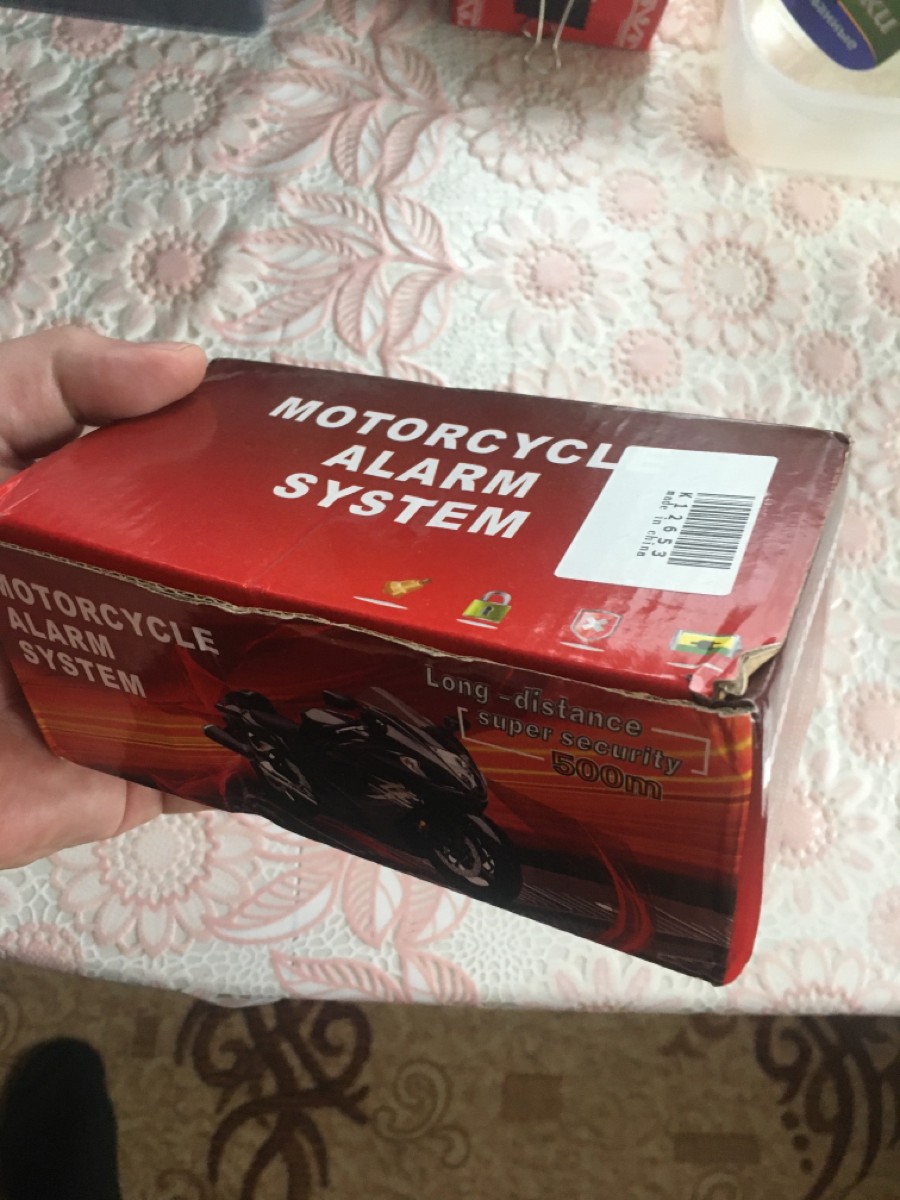 MOTORCYCLE
ALARM
SYSTEM
K12653
made in china
MOTORCYCLE
ALARM
SYSTEM
Long-distance
super security
500m